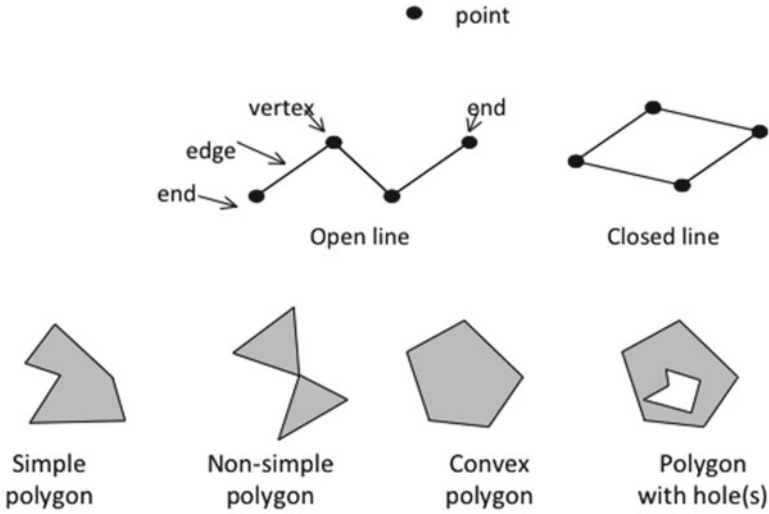 point
vertex
end
edge
end
Open line
Closed line
Simple
polygon
Non-simple
polygon
Convex
polygon
Polygon
with hole(s)